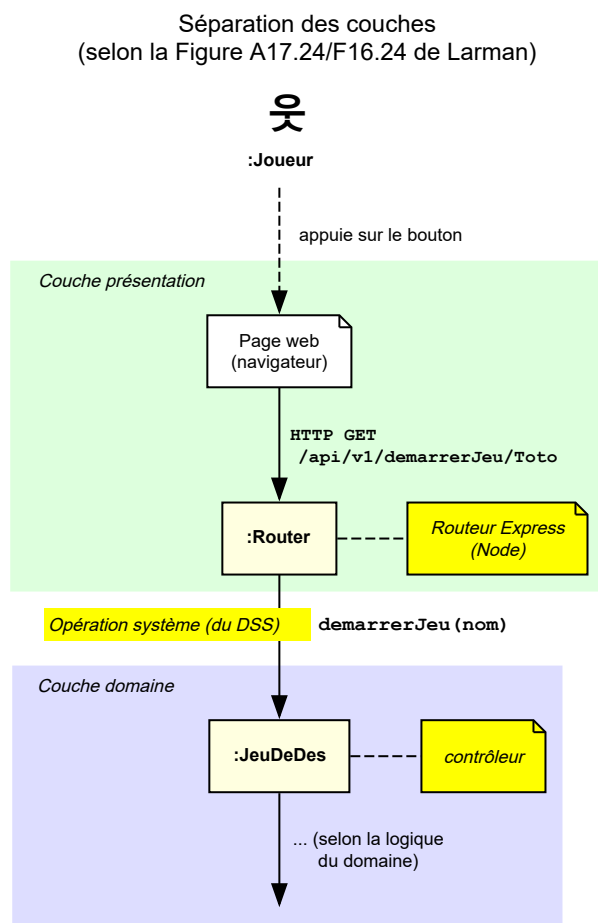 Séparation des couches
(selon la Figure A17.24/F16.24 de Larman)
웃
:Joueur
appuie sur le bouton
Couche présentation
Page web
(navigateur)
HTTP GET
/api/v1/demarrerJeu/Toto
:Router
Routeur Express
(Node)
Opération système (du DSS)
demarrerJeu(nom)
Couche domaine
:JeuDeDes
contrôleur
... (selon la logique
du domaine)